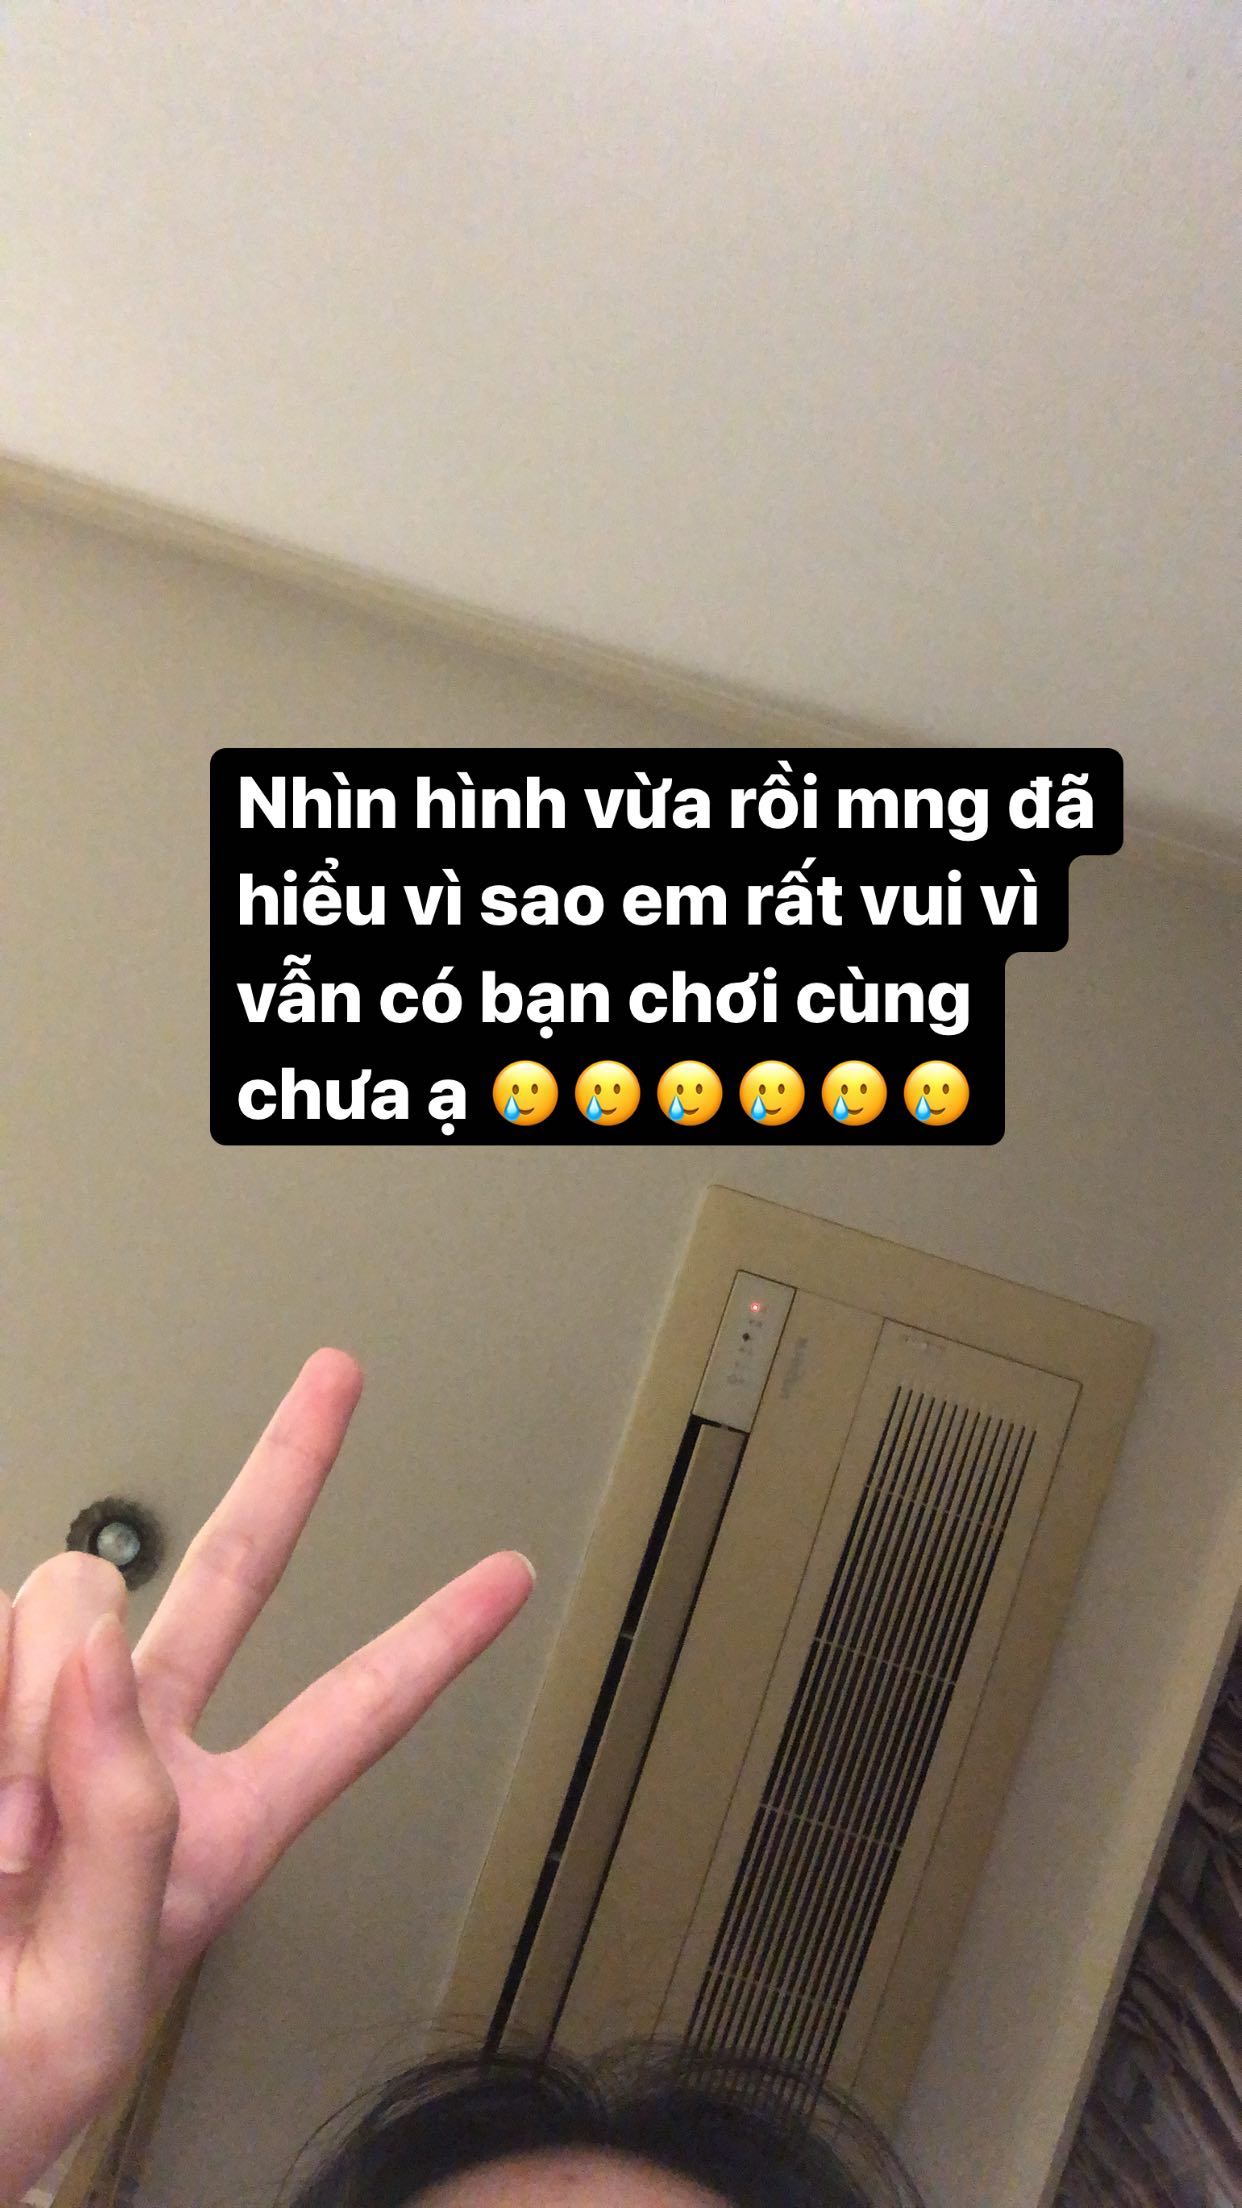 Nhìn hình vừa rồi mng đã
hiểu vì sao em rất vui vì
vẫn có bạn chơi cùng
chưa ạ 🥲🥲🥲🥲🥲🥲